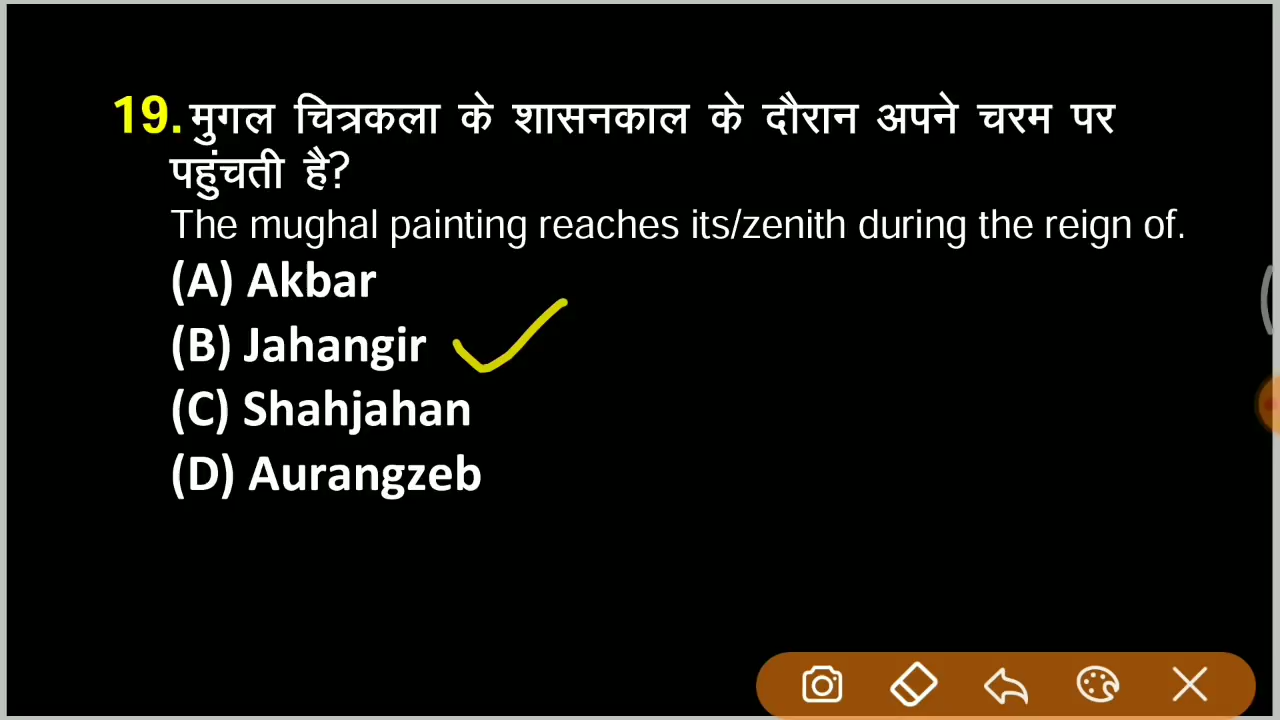 19. मुगल चित्रकला के शासनकाल के दौरान अपने चरम पर
पहुंचती है?
The mughal painting reaches its/zenith during the reign of.
(A) Akbar
(B) Jahangir
(C) Shahjahan
(D) Aurangzeb